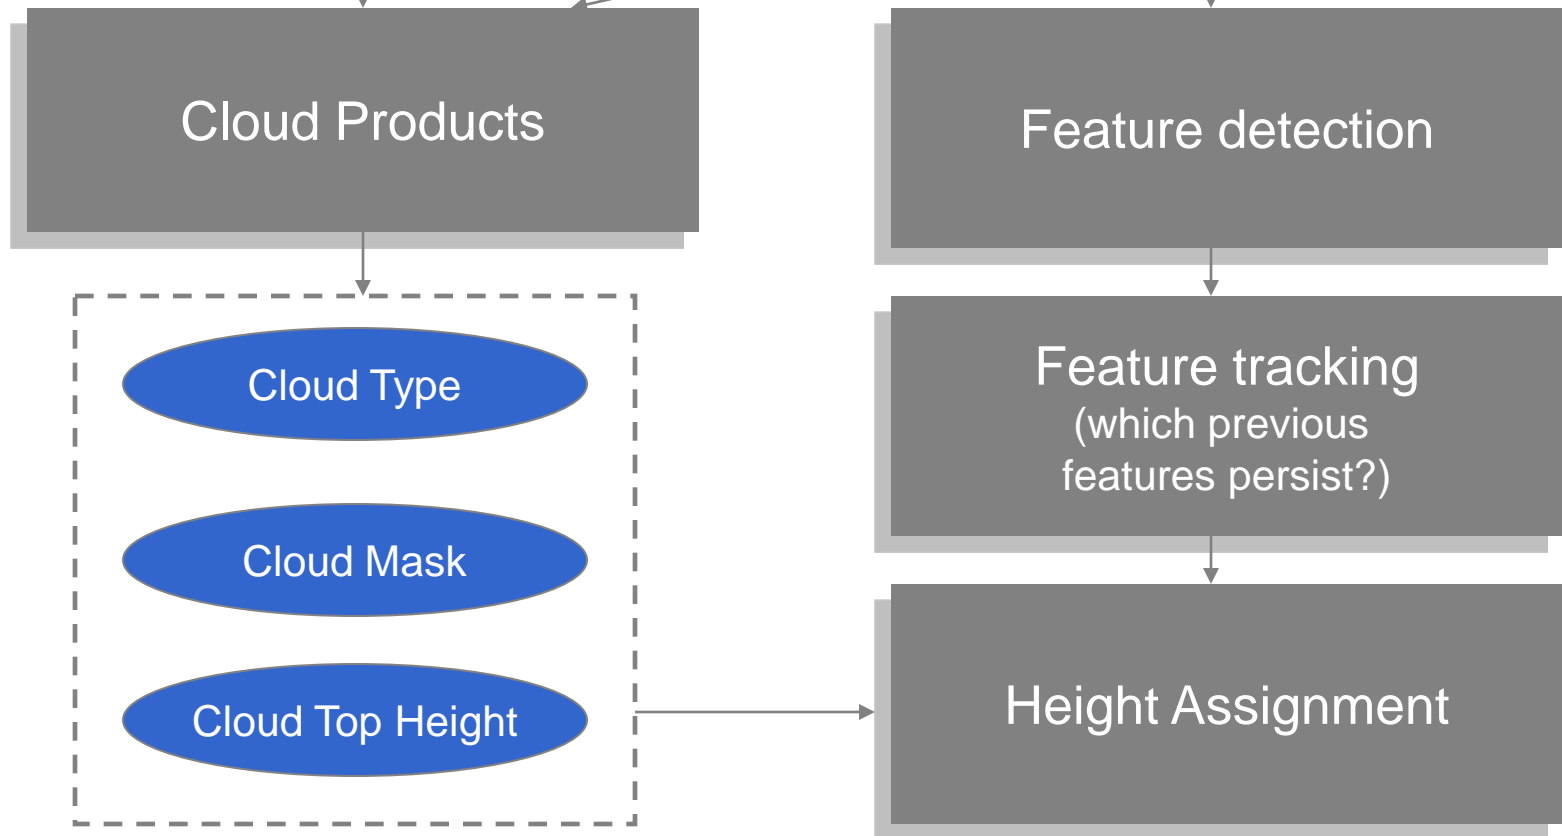 Cloud Products
Cloud Type
Cloud Mask
Cloud Top Height
Feature detection
Feature tracking
(which previous
features persist?)
Height Assignment